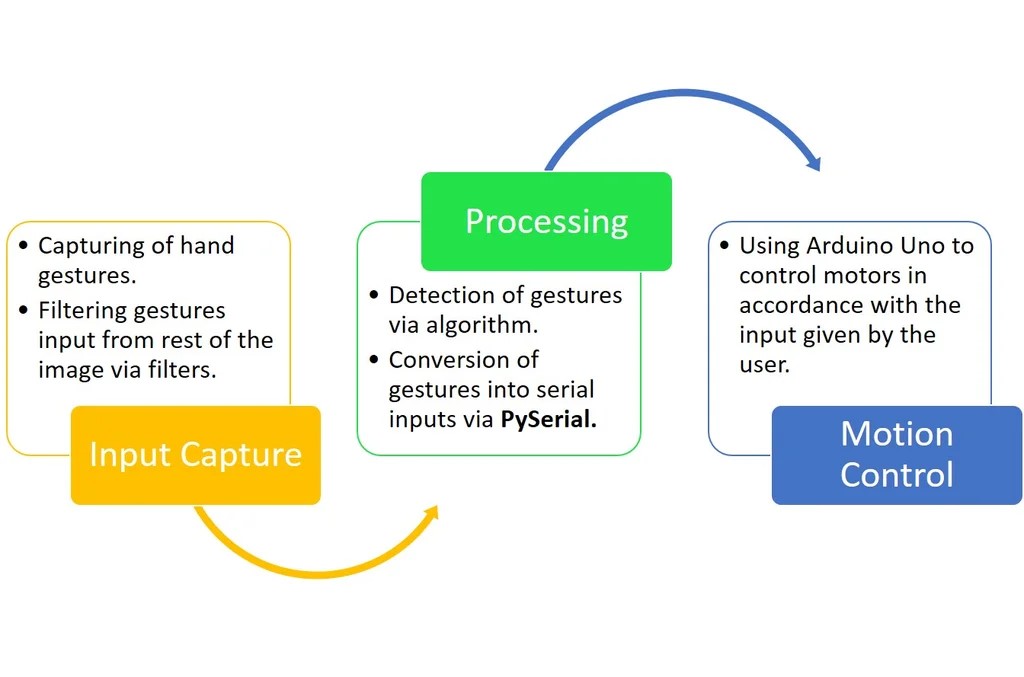 • Capturing of hand
gestures.
• Filtering gestures
input from rest of the
image via filters.
Input Capture
Processing
• Detection of gestures
via algorithm.
• Conversion of
gestures into serial
inputs via PySerial.
• Using Arduino Uno to
control motors in
accordance with the
input given by the
user.
Motion
Control